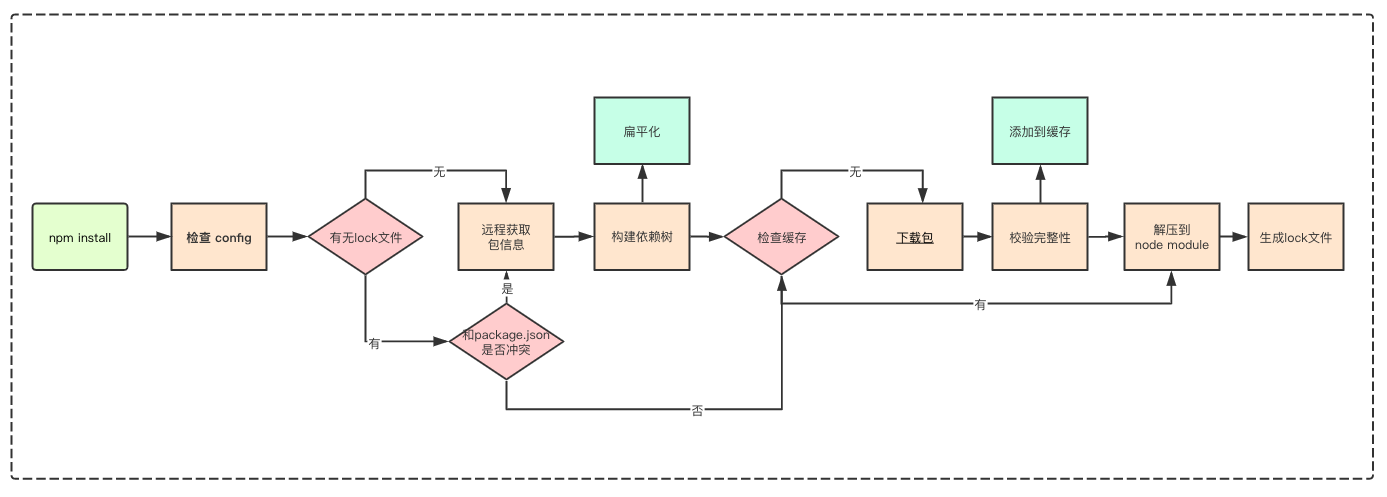 npm install
检查 config
有无lock文件
无
有
远程获取
包信息
是
和package.json
是否冲突
否
扁平化
构建依赖树
检查缓存
无
有
下载包
添加到缓存
校验完整性
解压到
node module
生成lock文件